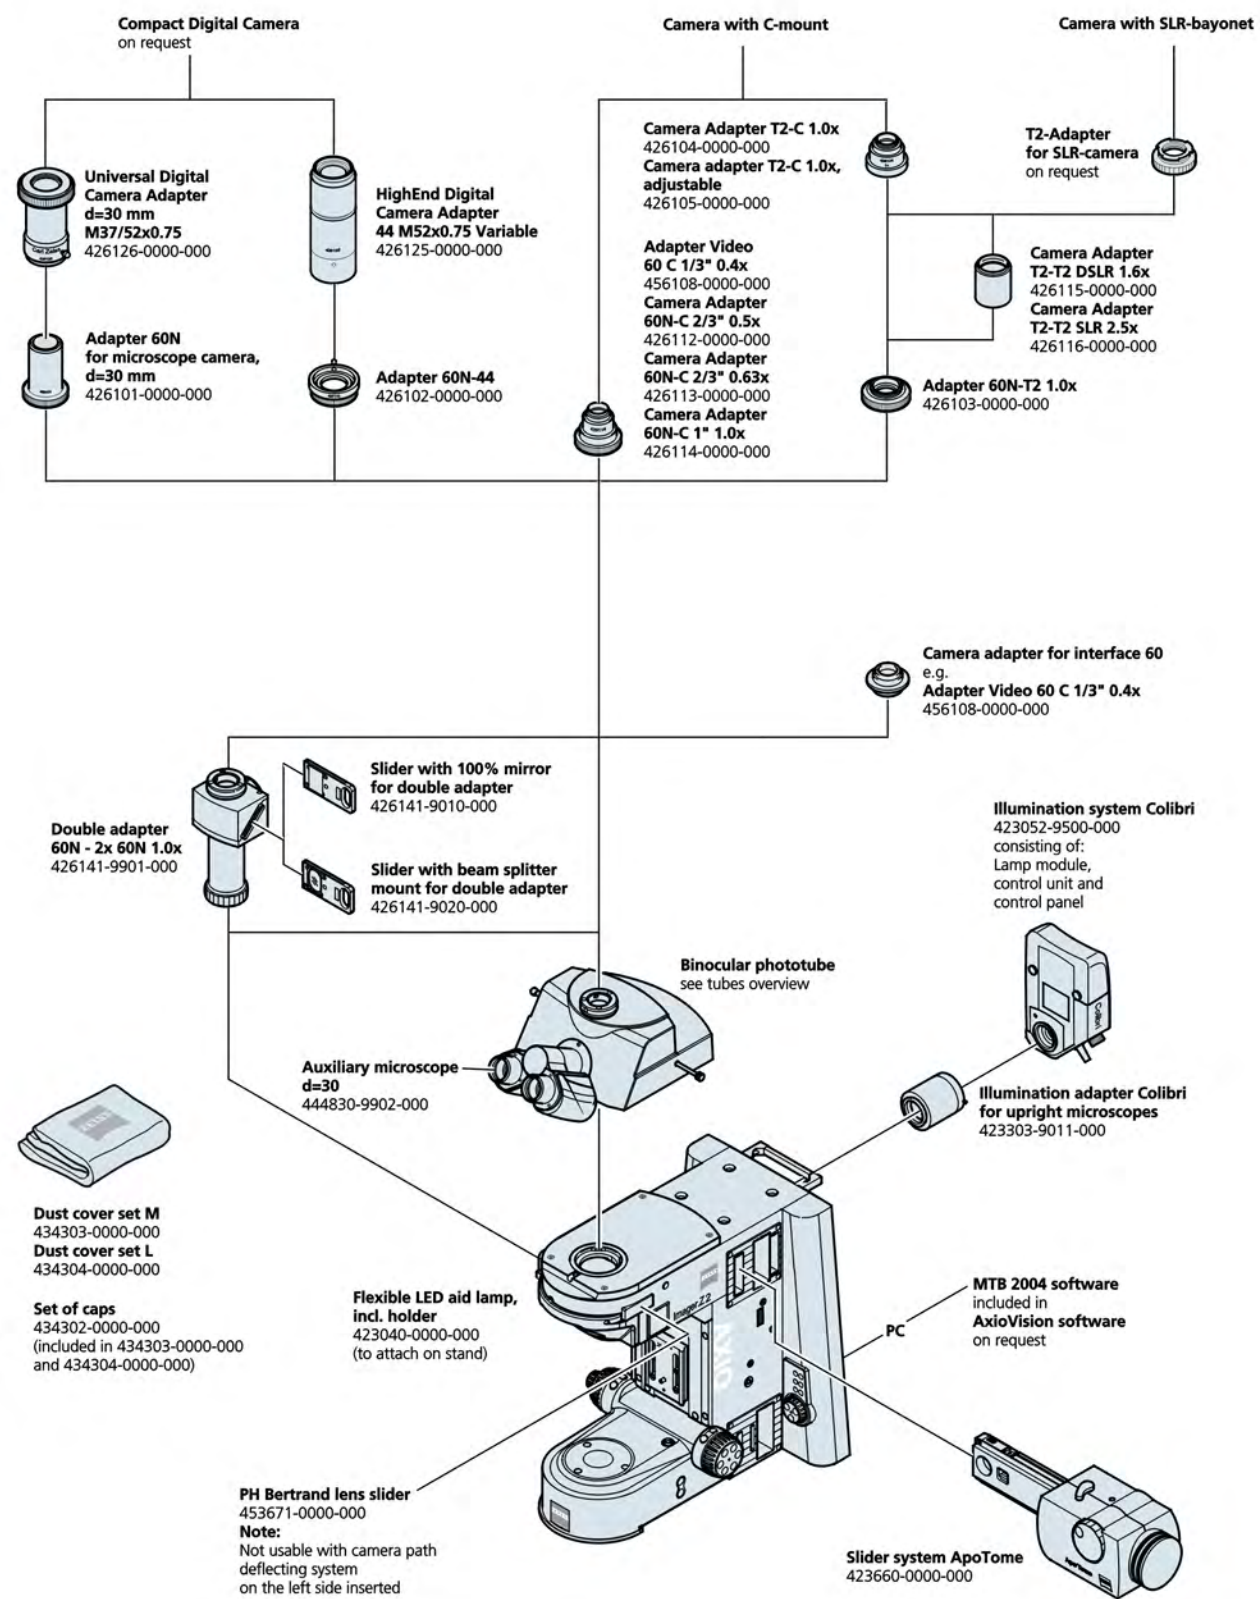 Compact Digital Camera
on request
Camera with C-mount
Camera with SLR-bayonet
Universal Digital
Camera Adapter
d=30 mm
M37/52x0.75
426126-0000-000
HighEnd Digital
Camera Adapter
44 M52x0.75 Variable
426125-0000-000
Camera Adapter T2-C 1.0x
426104-0000-000
Camera adapter T2-C 1.0x,
adjustable
426105-0000-000
T2-Adapter
for SLR-camera
on request
Adapter Video
60 C 1/3" 0.4x
456108-0000-000
Camera Adapter
60N-C 2/3" 0.5x
426112-0000-000
Camera Adapter
60N-C 2/3" 0.63x
426113-0000-000
Camera Adapter
60N-C 1" 1.0x
426114-0000-000
Camera Adapter
T2-T2 DSLR 1.6x
426115-0000-000
Camera Adapter
T2-T2 SLR 2.5x
426116-0000-000
Adapter 60N
for microscope camera,
d=30 mm
426101-0000-000
Adapter 60N-44
426102-0000-000
Adapter 60N-T2 1.0x
426103-0000-000
Camera adapter for interface 60
e.g.
Adapter Video 60 C 1/3" 0.4x
456108-0000-000
Slider with 100% mirror
for double adapter
426141-9010-000
Double adapter
60N - 2x 60N 1.0x
426141-9901-000
Slider with beam splitter
mount for double adapter
426141-9020-000
Illumination system Colibri
423052-9500-000
consisting of:
Lamp module,
control unit and
control panel
Colibri
Binocular phototube
see tubes overview
Auxiliary microscope
d=30
444830-9902-000
Illumination adapter Colibri
for upright microscopes
423303-9011-000
ZEISS
Dust cover set M
434303-0000-000
Dust cover set L
434304-0000-000
Set of caps
434302-0000-000
(included in 434303-0000-000
and 434304-0000-000)
Flexible LED aid lamp,
incl. holder
423040-0000-000
(to attach on stand)
Imager.Z2
AXIO
PC
MTB 2004 software
included in
AxioVision software
on request
PH Bertrand lens slider
453671-0000-000
Note:
Not usable with camera path
deflecting system
on the left side inserted
Slider system ApoTome
423660-0000-000
ApoTome